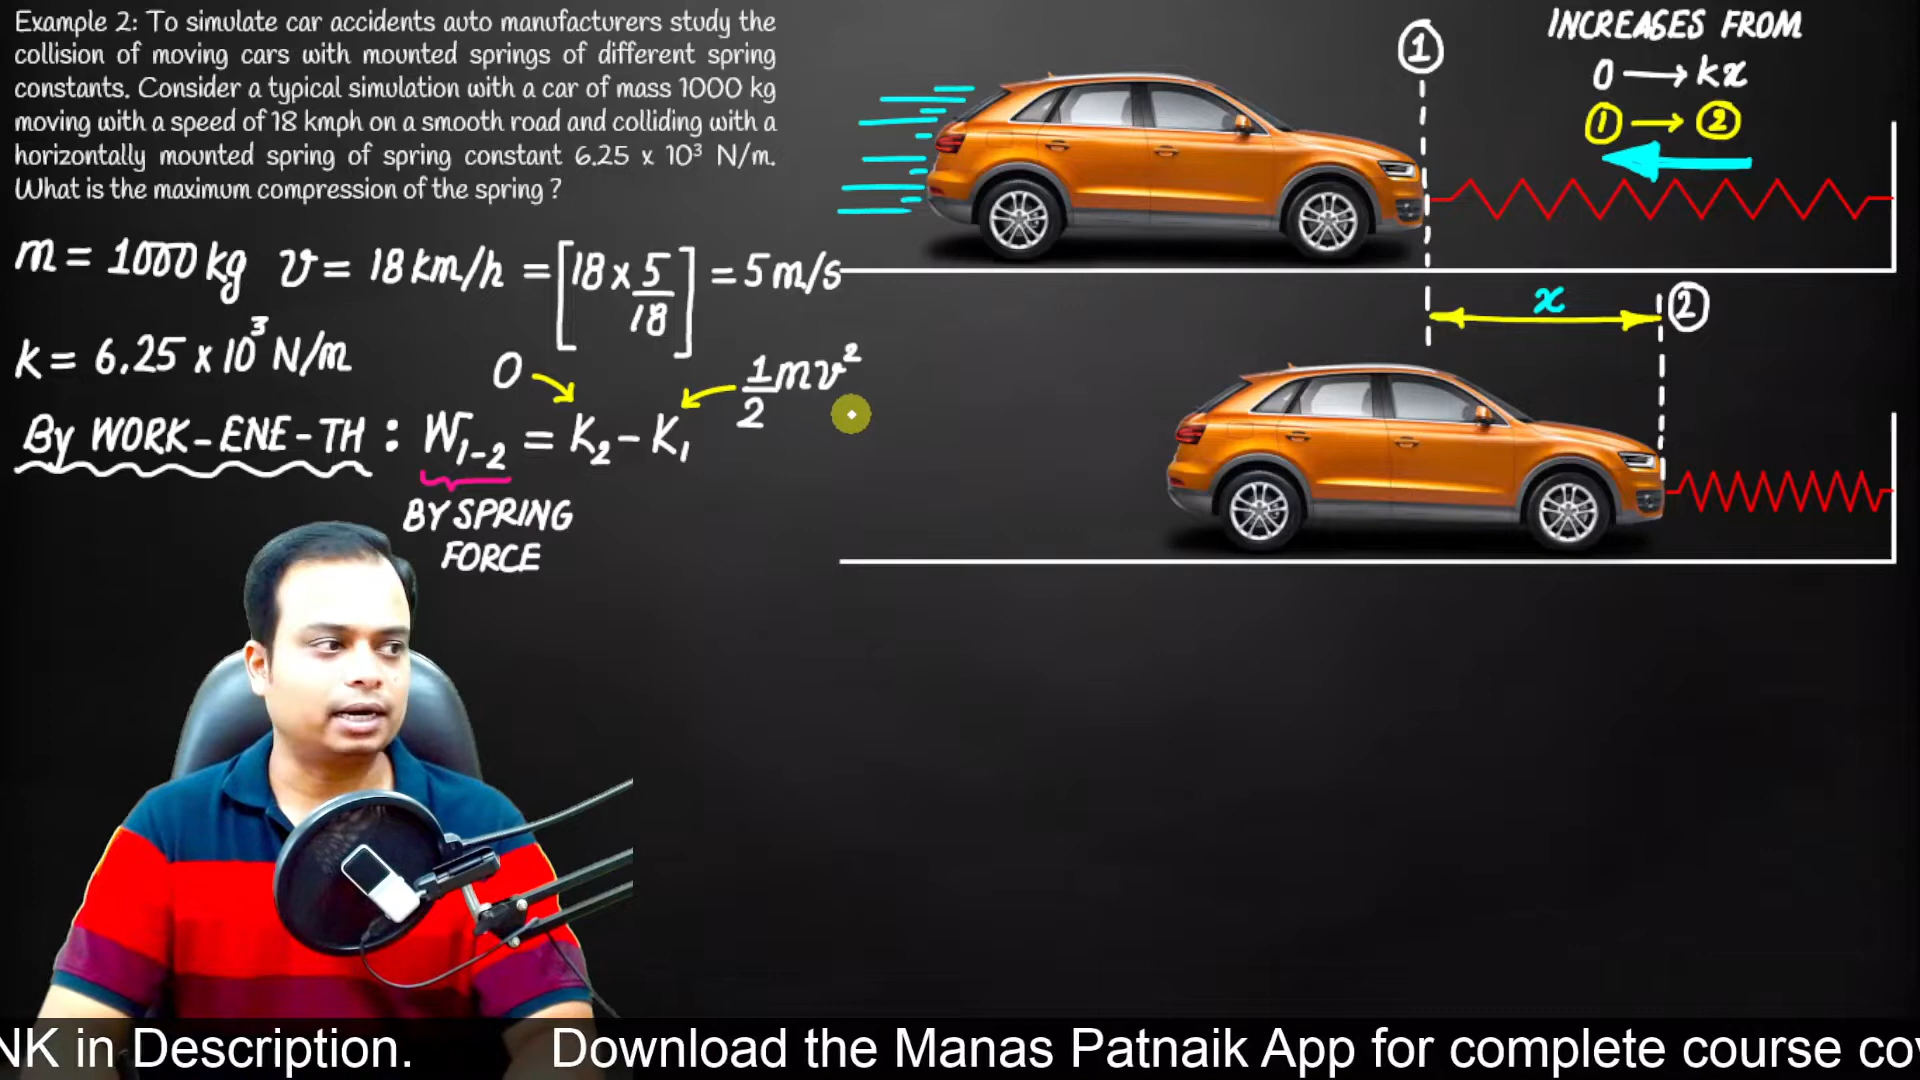 Example 2: To simulate car accidents auto manufacturers study the
collision of moving cars with mounted springs of different spring
constants. Consider a typical simulation with a car of mass 1000 kg
moving with a speed of 18 kmph on a smooth road and colliding with a
horizontally mounted spring of spring constant 6.25 x 10³ N/m.
What is the maximum compression of the spring ?
m = 1000 kg v = 18 km/h = [18 x 5/18] = 5 m/s
k = 6.25 x 10³ N/m
0 1/2 mv²
By WORK-ENE-TH : W₁₋₂ = K₂ - K₁
BY SPRING
FORCE
1
INCREASES FROM
0 → kx
1 → 2
x
2
NK in Description. Download the Manas Patnaik App for complete course co